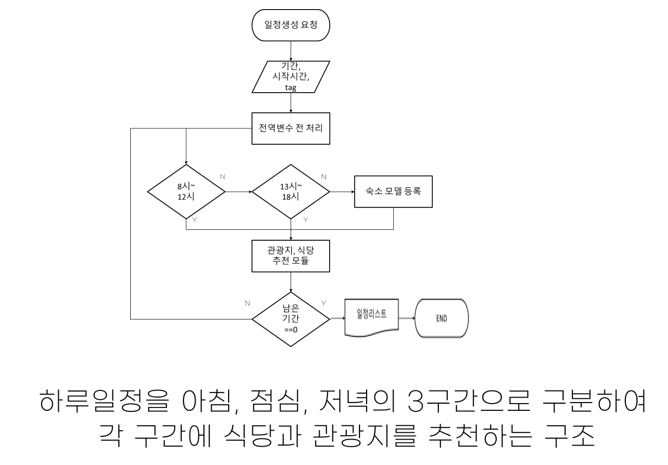 일정생성 요청
기간,
시작시간,
tag
전역변수 전 처리
8시~
12시
N
Y
13시~
18시
N
숙소 모델 등록
관광지, 식당
추천 모듈
N
남은
기간
==0
Y
일정리스트
END
하루일정을 아침, 점심, 저녁의 3구간으로 구분하여
각 구간에 식당과 관광지를 추천하는 구조